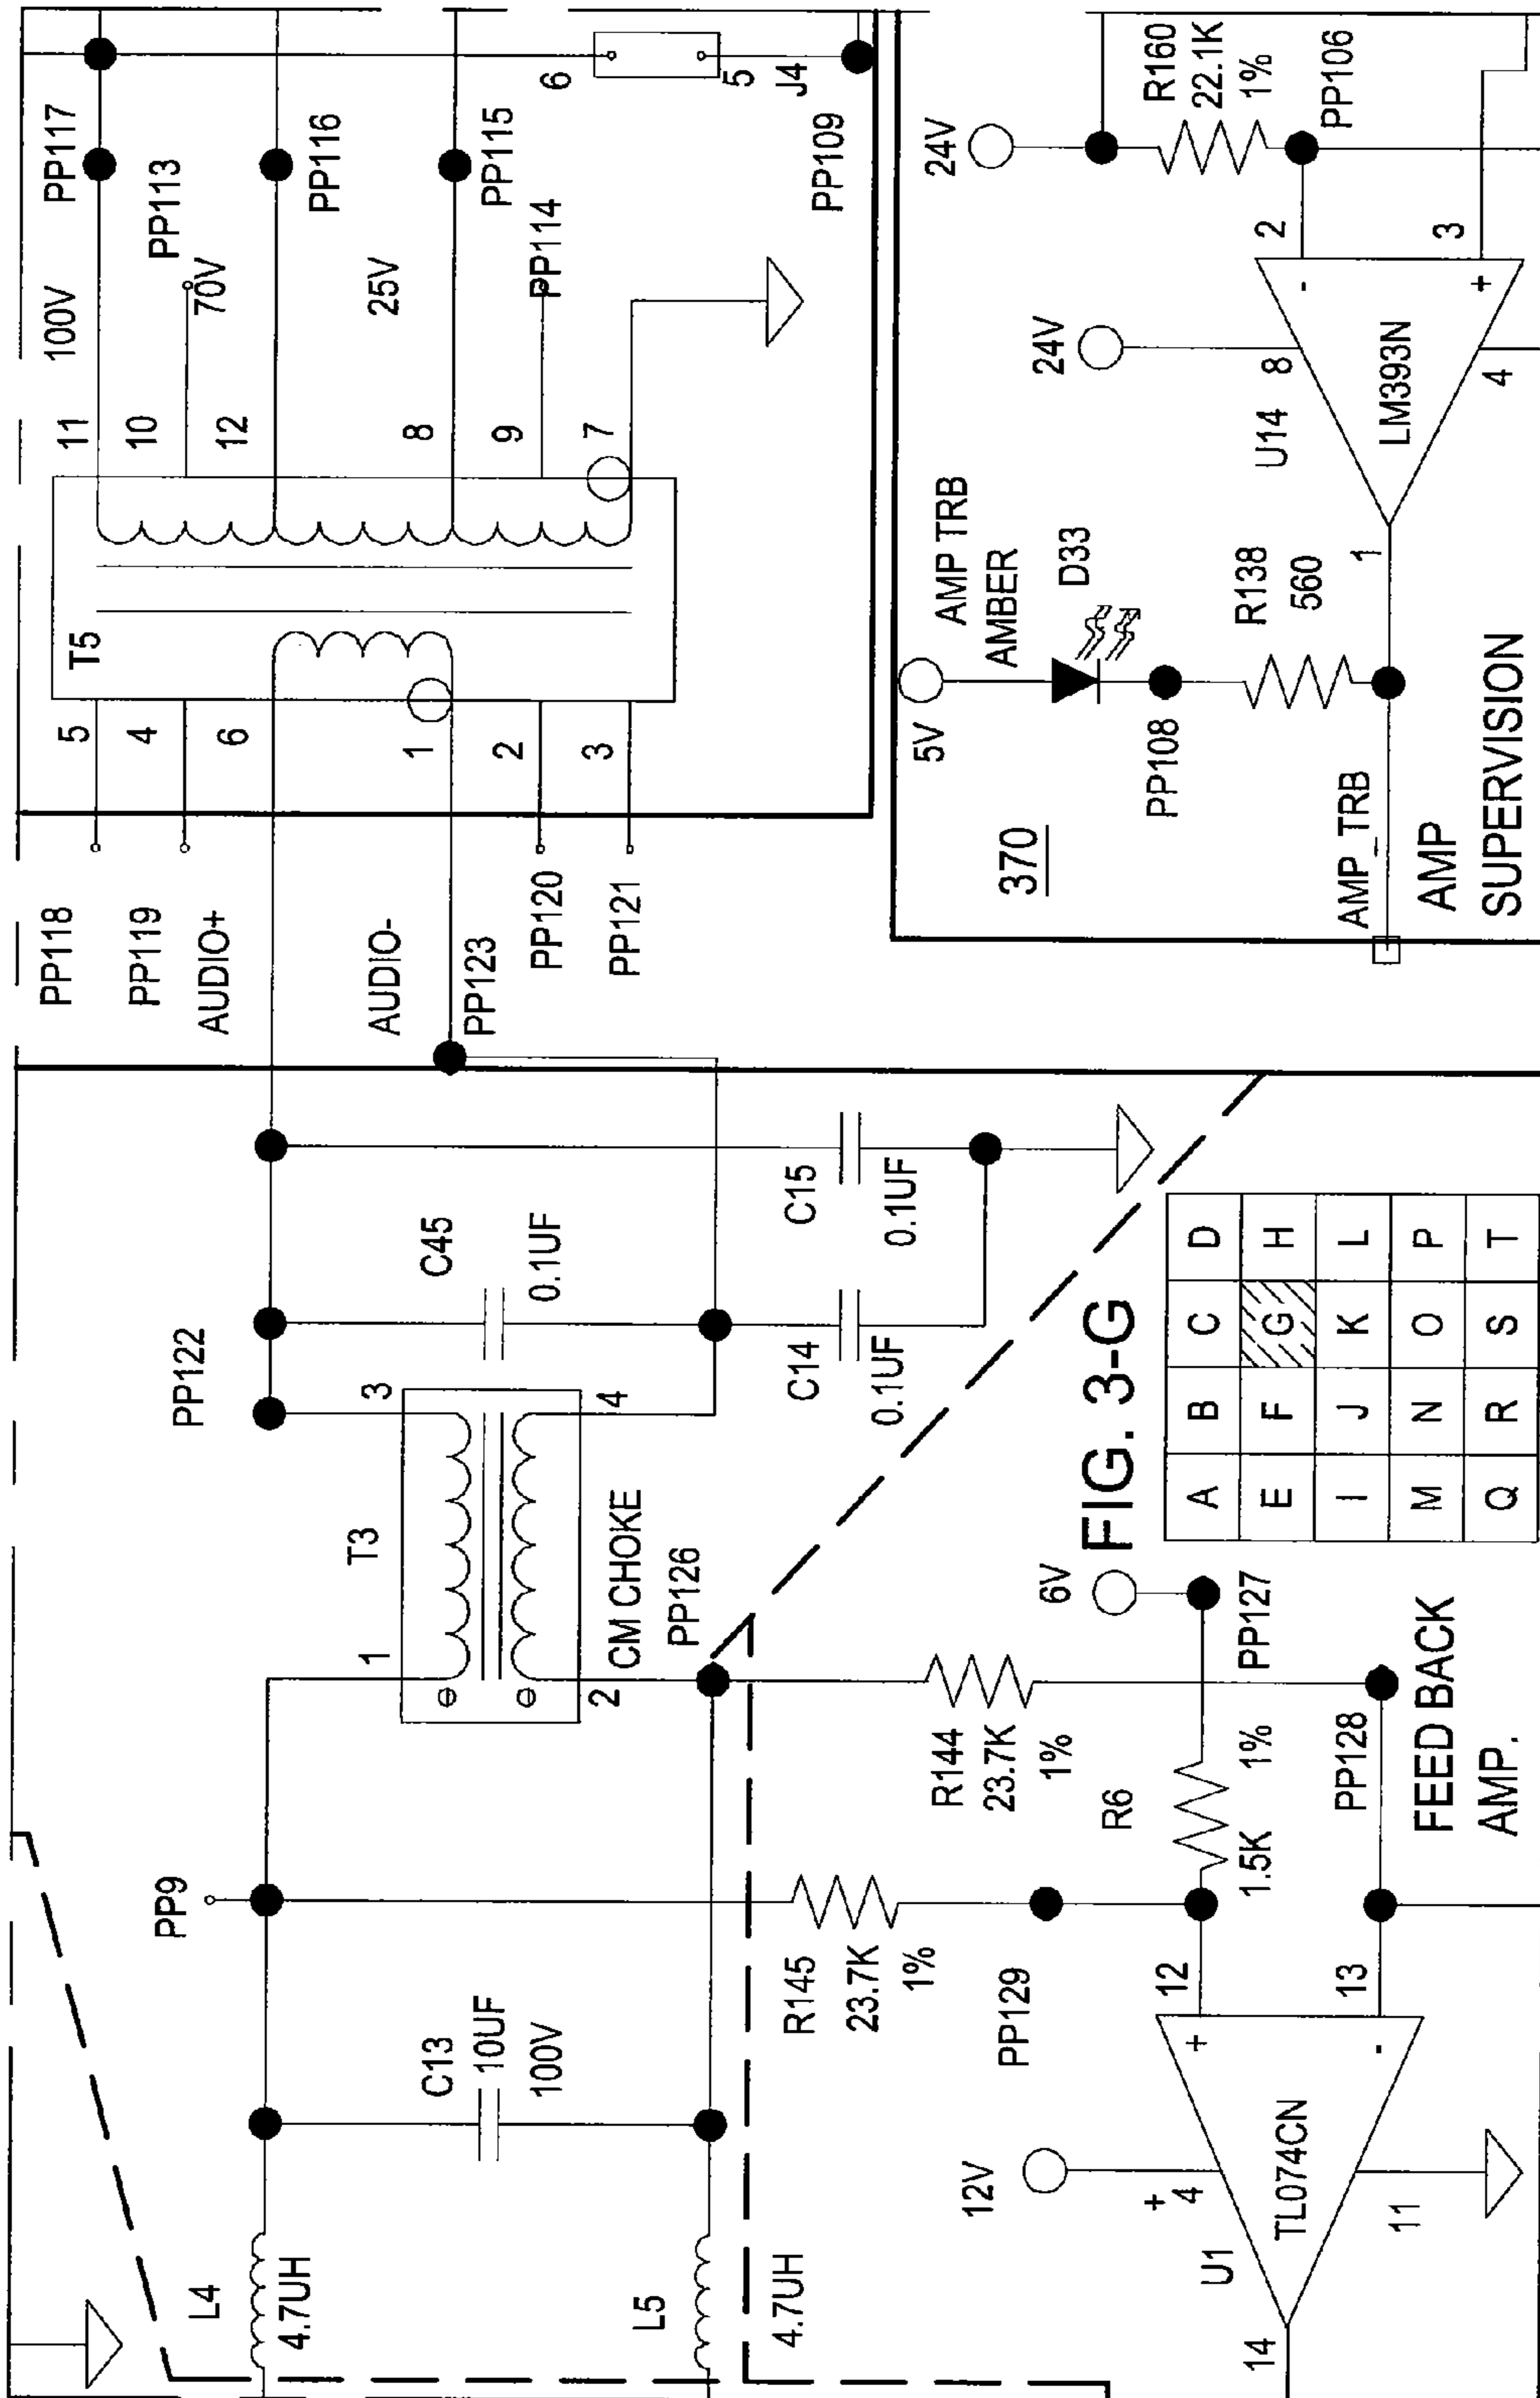 L4
4.7UH
L5
4.7UH
C13
10UF
100V
PP9
T3
1
3
2
4
CM CHOKE
PP126
PP122
C45
0.1UF
C14
0.1UF
C15
0.1UF
PP118
PP119
AUDIO+
AUDIO-
PP123
PP120
PP121
T5
5
4
6
1
2
3
11
10
12
8
9
7
100V
PP117
PP113
70V
PP116
25V
PP115
PP114
6
5
J4
PP109
R145
23.7K
1%
R144
23.7K
1%
PP129
R6
1.5K
1%
6V
PP127
PP128
12V
+
4
U1
TL074CN
+
-
12
13
14
11
FEED BACK
AMP.
FIG. 3-G
A B C D
E F G H
I J K L
M N O P
Q R S T
370
5V
AMP TRB
AMBER
D33
PP108
R138
560
AMP_TRB
AMP
SUPERVISION
1
U14
LM393N
-
+
24V
8
4
2
3
24V
R160
22.1K
1%
PP106